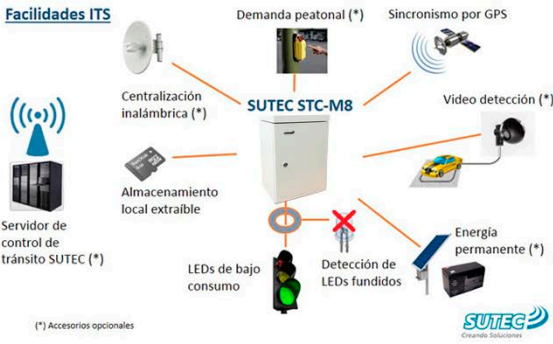 Facilidades ITS
Demanda peatonal (*)
Sincronismo por GPS
Centralización
inalámbrica (*)
SUTEC STC-M8
Video detección (*)
Almacenamiento
local extraíble
Servidor de
control de
tránsito SUTEC (*)
LEDs de bajo
consumo
Detección de
LEDs fundidos
Energía
permanente (*)
(*) Accesorios opcionales
SUTEC
Creando Soluciones